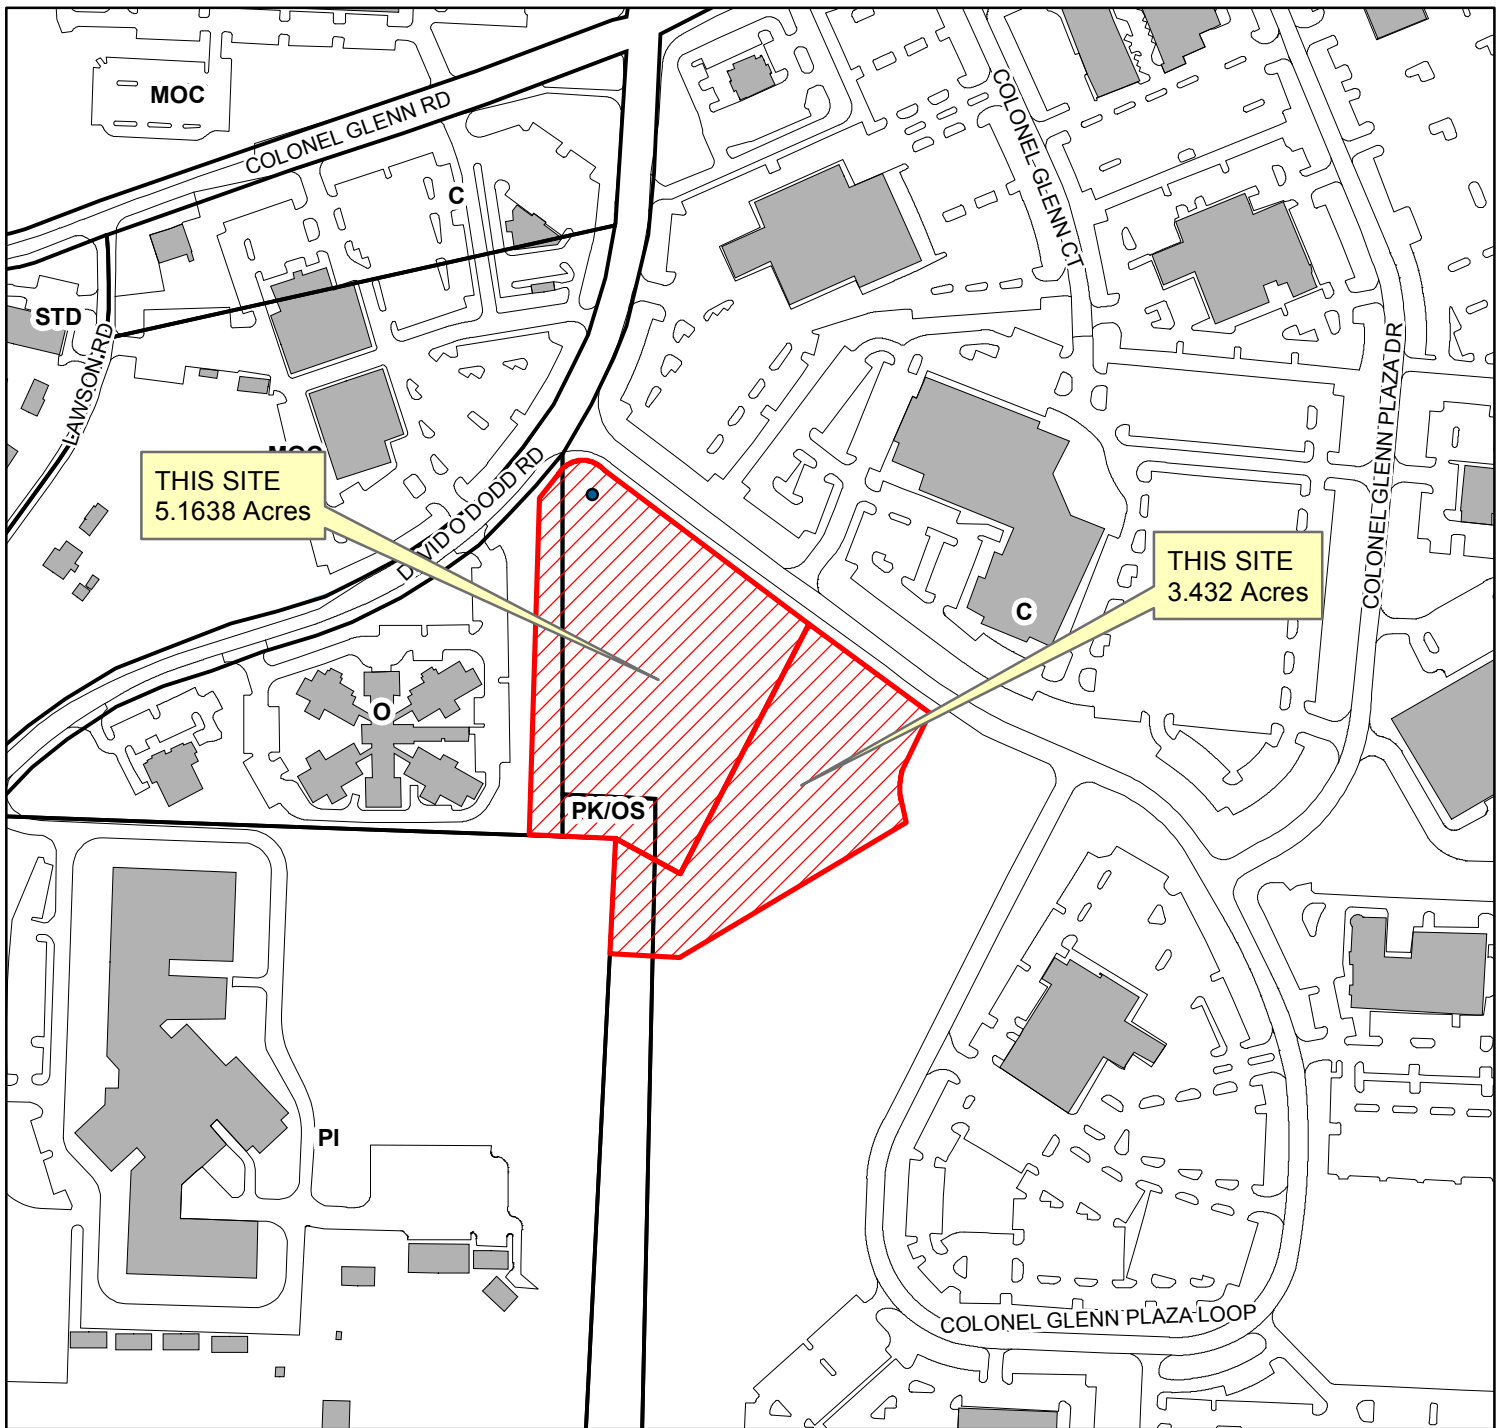 MOC
COLONEL GLENN RD
COLONEL GLENN CT
C
STD
LAWSON RD
COLONEL GLENN PLAZA DR
MOC
THIS SITE
5.1638 Acres
DAVID O DODD RD
THIS SITE
3.432 Acres
C
O
PK/OS
PI
COLONEL GLENN PLAZA LOOP